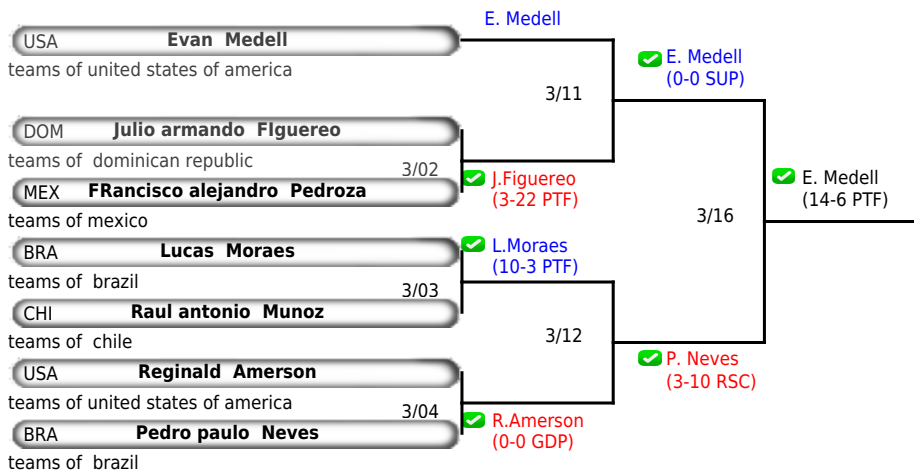 E. Medell
USA Evan Medell
teams of united states of america
E. Medell
(0-0 SUP)
3/11
DOM Julio armando FIguereo
teams of dominican republic
3/02
J.Figuereo
(3-22 PTF)
MEX FRancisco alejandro Pedroza
teams of mexico
E. Medell
(14-6 PTF)
3/16
BRA Lucas Moraes
teams of brazil
L.Moraes
(10-3 PTF)
3/03
CHI Raul antonio Munoz
teams of chile
3/12
P. Neves
(3-10 RSC)
USA Reginald Amerson
teams of united states of america
3/04
R.Amerson
(0-0 GDP)
BRA Pedro paulo Neves
teams of brazil